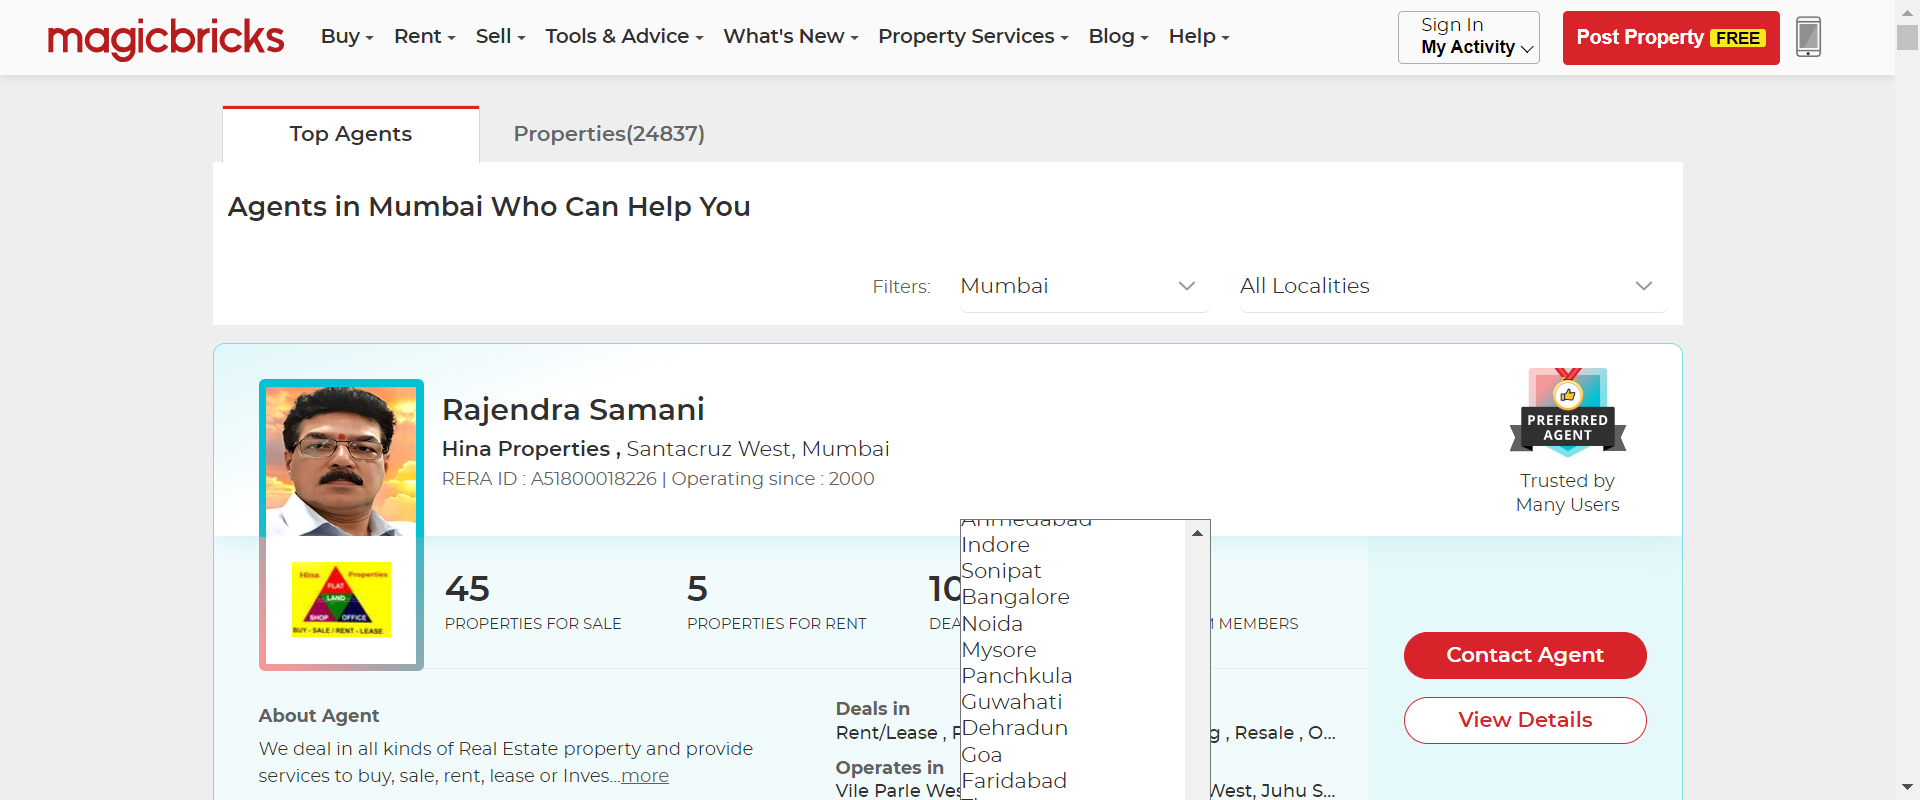 magicbricks
Buy Rent Sell Tools & Advice What's New Property Services Blog Help
Sign In
My Activity
Post Property FREE
Top Agents
Properties(24837)
Agents in Mumbai Who Can Help You
Filters: Mumbai All Localities
Rajendra Samani
Hina Properties , Santacruz West, Mumbai
RERA ID : A51800018226 | Operating since : 2000
PREFERRED
AGENT
Trusted by
Many Users
Hina Properties
FLAT
LAND
SHOP OFFICE
BUY - SALE / RENT - LEASE
45
PROPERTIES FOR SALE
5
PROPERTIES FOR RENT
10
DEA
M MEMBERS
Ahmedabad
Indore
Sonipat
Bangalore
Noida
Mysore
Panchkula
Guwahati
Dehradun
Goa
Faridabad
Contact Agent
View Details
About Agent
We deal in all kinds of Real Estate property and provide
services to buy, sale, rent, lease or Inves...more
Deals in
Rent/Lease , g , Resale , O...
Operates in
Vile Parle Wes West, Juhu S...